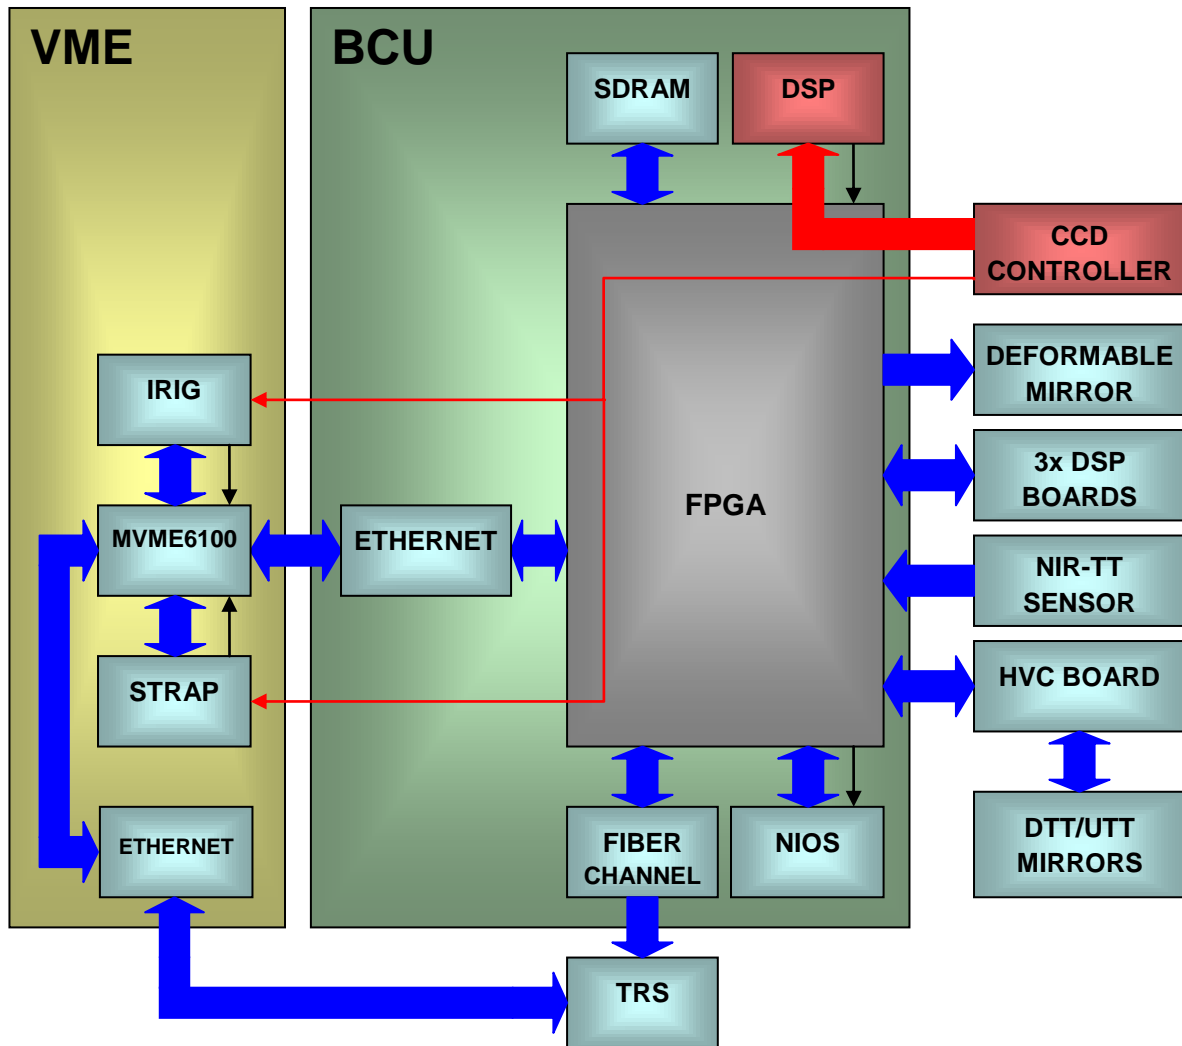 VME
BCU
SDRAM
DSP
CCD
CONTROLLER
DEFORMABLE
MIRROR
IRIG
3x DSP
BOARDS
FPGA
MVME6100
ETHERNET
NIR-TT
SENSOR
STRAP
HVC BOARD
ETHERNET
FIBER
CHANNEL
NIOS
DTT/UTT
MIRRORS
TRS